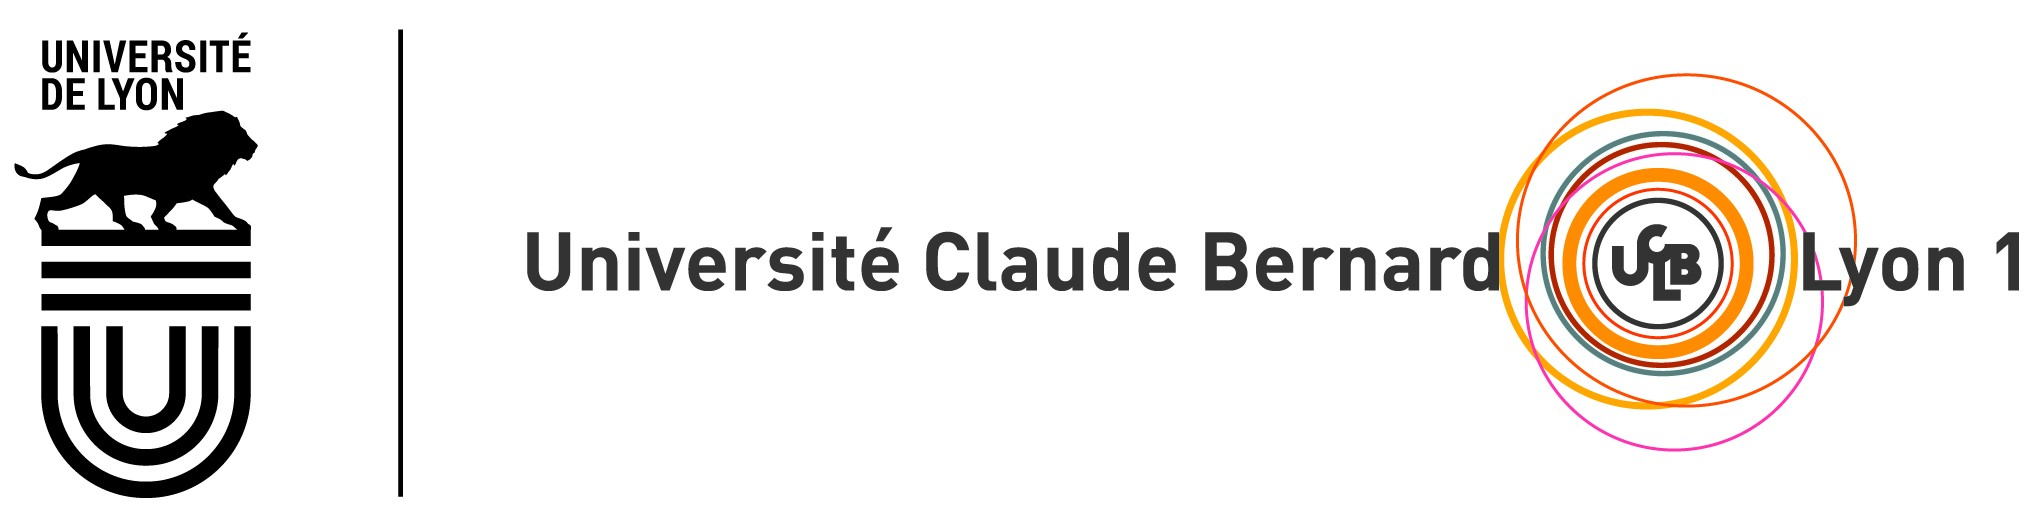 UNIVERSITÉ
DE LYON
Université Claude Bernard UCLB Lyon 1